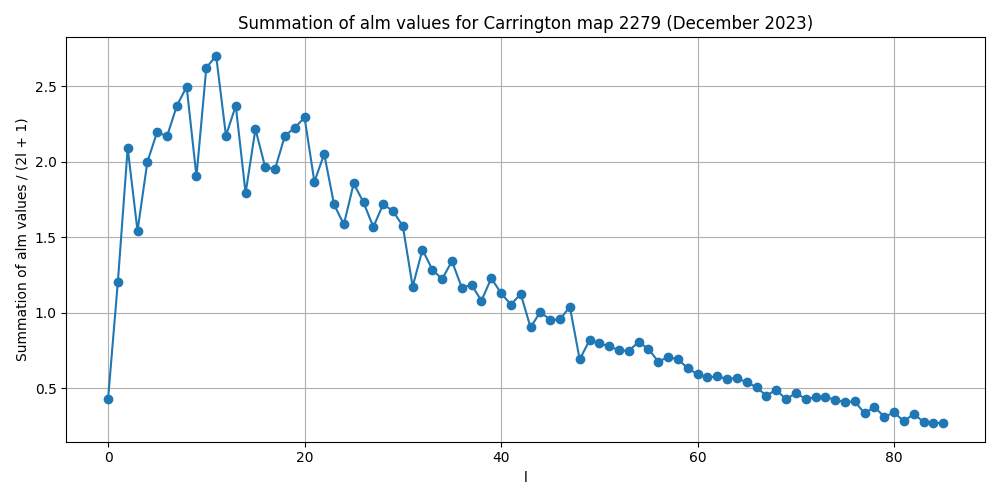 Summation of alm values for Carrington map 2279 (December 2023)
Summation of alm values / (2l + 1)
2.5
2.0
1.5
1.0
0.5
0 20 40 60 80
l